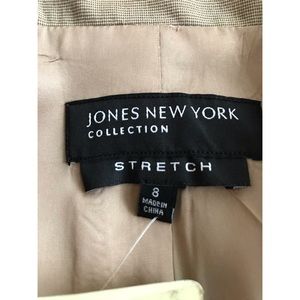 JONES NEW YORK
COLLECTION
STRETCH
8
MADE IN
CHINA